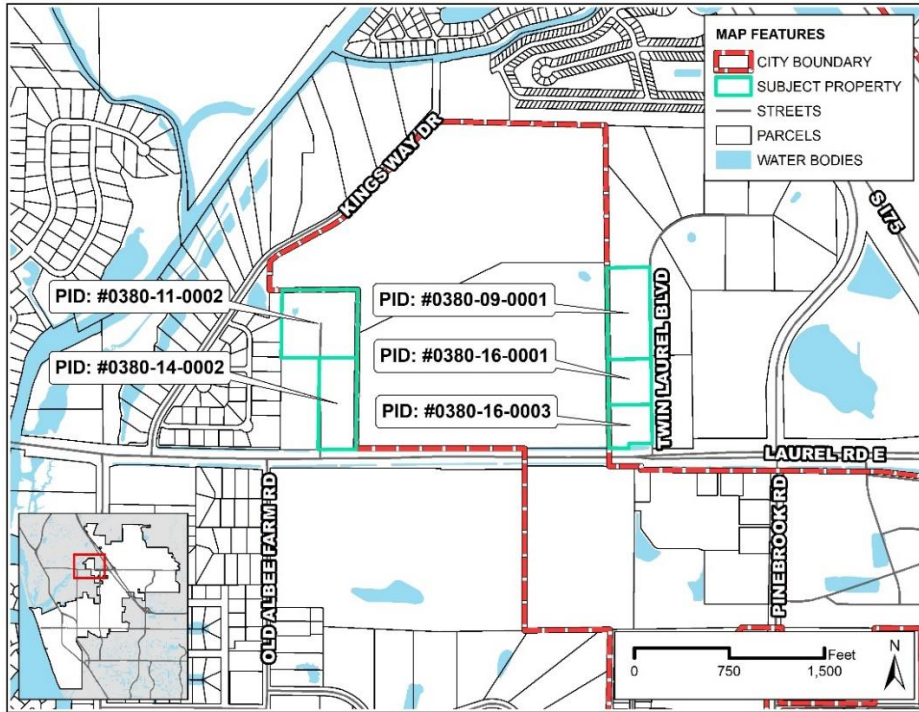 MAP FEATURES
CITY BOUNDARY
SUBJECT PROPERTY
STREETS
PARCELS
WATER BODIES
KINGS WAY DR
S I75
PID: #0380-11-0002
PID: #0380-09-0001
PID: #0380-14-0002
PID: #0380-16-0001
PID: #0380-16-0003
TWIN LAUREL BLVD
LAUREL RD E
OLD ALBEE FARM RD
PINEBROOK RD
Feet
0 750 1,500
N